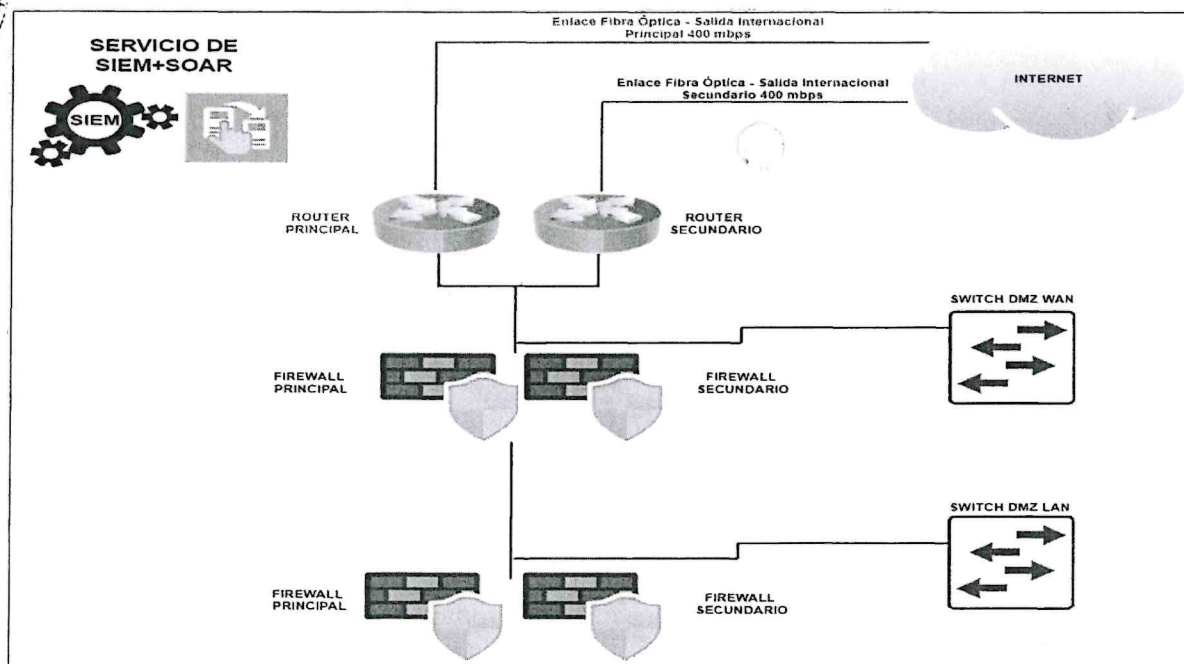 Enlace Fibra Óptica - Salida Internacional
Principal 400 mbps
SERVICIO DE
SIEM+SOAR
SIEM
Enlace Fibra Óptica - Salida Internacional
Secundario 400 mbps
INTERNET
ROUTER
PRINCIPAL
ROUTER
SECUNDARIO
SWITCH DMZ WAN
FIREWALL
PRINCIPAL
FIREWALL
SECUNDARIO
SWITCH DMZ LAN
FIREWALL
PRINCIPAL
FIREWALL
SECUNDARIO